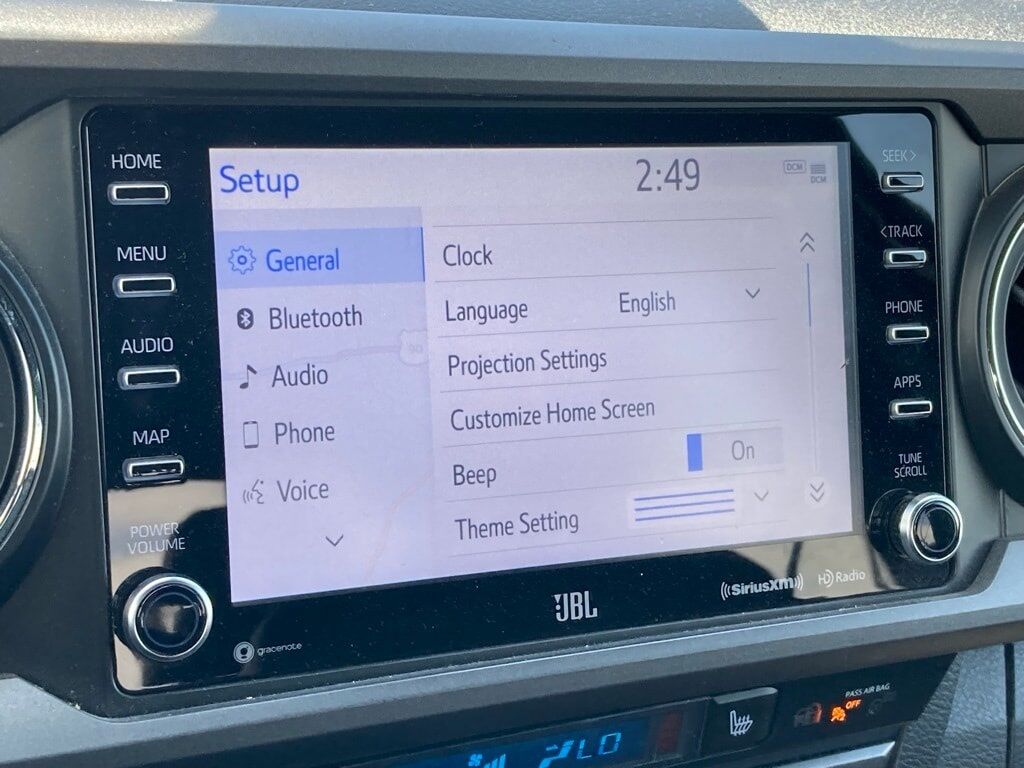 HOME
MENU
AUDIO
MAP
POWER
VOLUME
Setup
2:49
DCM
DCM
General
Bluetooth
Audio
Phone
Voice
Clock
Language English
Projection Settings
Customize Home Screen
Beep On
Theme Setting
SEEK >
< TRACK
PHONE
APPS
TUNE
SCROLL
gracenote
JBL
((SiriusXM))
HD Radio
PASS AIR BAG
OFF
LO